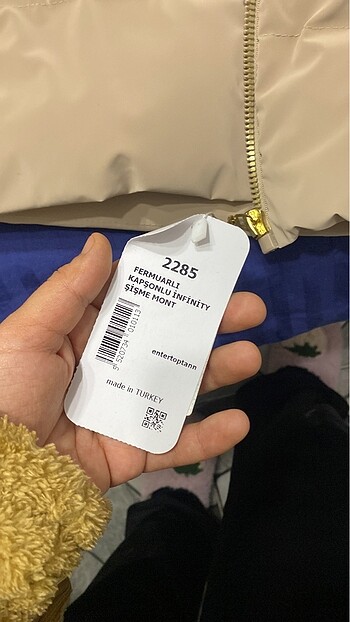 2285
FERMUARLI
KAPŞONLU İNFİNİTY
ŞİŞME MONT
entertoptann
made in TURKEY